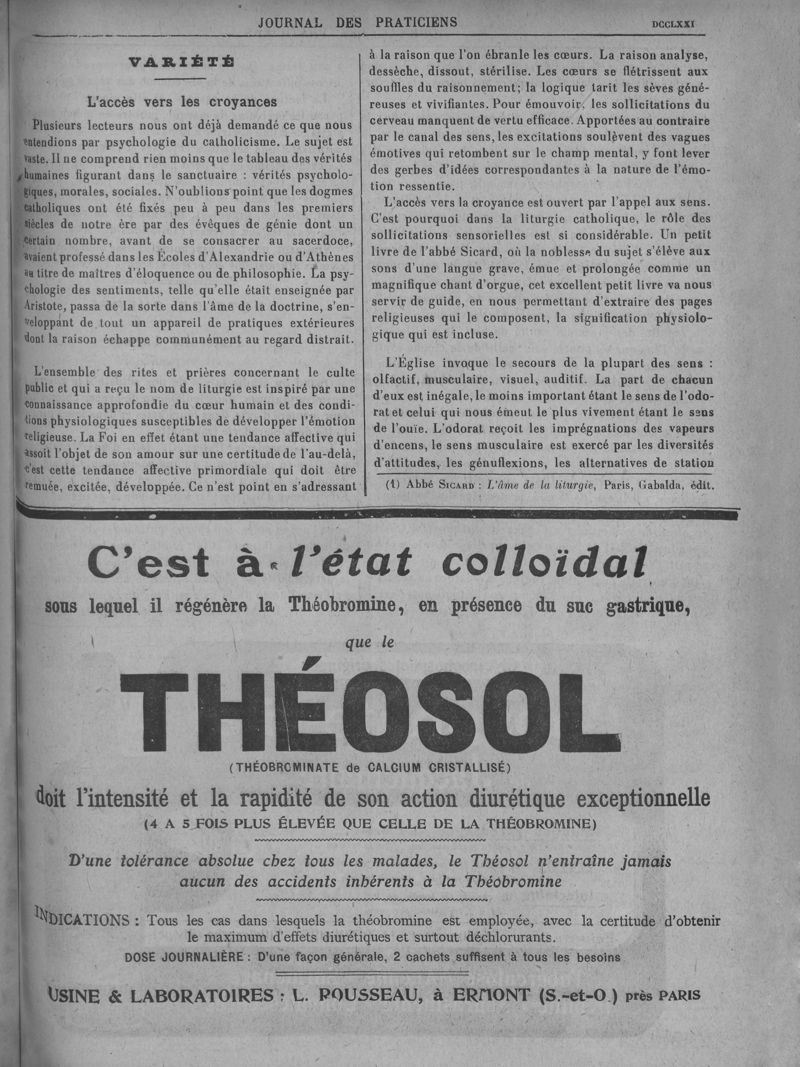 JOURNAL DES PRATICIENS
DCCLXXI
VARIÉTÉ
L'accès vers les croyances
Plusieurs lecteurs nous ont déjà demandé ce que nous
entendions par psychologie du catholicisme. Le sujet est
vaste. Il ne comprend rien moins que le tableau des vérités
humaines figurant dans le sanctuaire : vérités psycholo-
giques, morales, sociales. N'oublions point que les dogmes
catholiques ont été fixés peu à peu dans les premiers
siècles de notre ère par des évêques de génie dont un
certain nombre, avant de se consacrer au sacerdoce,
avaient professé dans les Écoles d'Alexandrie ou d'Athènes
au titre de maîtres d'éloquence ou de philosophie. La psy-
chologie des sentiments, telle qu'elle était enseignée par
Aristote, passa de la sorte dans l'âme de la doctrine, s'en-
veloppant de tout un appareil de pratiques extérieures
dont la raison échappe communément au regard distrait.
L'ensemble des rites et prières concernant le culte
public et qui a reçu le nom de liturgie est inspiré par une
connaissance approfondie du cœur humain et des condi-
tions physiologiques susceptibles de développer l'émotion
religieuse. La Foi en effet étant une tendance affective qui
assoit l'objet de son amour sur une certitude de l'au-delà,
c'est cette tendance affective primordiale qui doit être
remuée, excitée, développée. Ce n'est point en s'adressant
à la raison que l'on ébranle les cœurs. La raison analyse,
dessèche, dissout, stérilise. Les cœurs se flétrissent aux
souffles du raisonnement; la logique tarit les sèves géné-
reuses et vivifiantes. Pour émouvoir, les sollicitations du
cerveau manquent de vertu efficace. Apportées au contraire
par le canal des sens, les excitations soulèvent des vagues
émotives qui retombent sur le champ mental, y font lever
des gerbes d'idées correspondantes à la nature de l'émo-
tion ressentie.
L'accès vers la croyance est ouvert par l'appel aux sens.
C'est pourquoi dans la liturgie catholique, le rôle des
sollicitations sensorielles est si considérable. Un petit
livre de l'abbé Sicard, où la noblesse du sujet s'élève aux
sons d'une langue grave, émue et prolongée comme un
magnifique chant d'orgue, cet excellent petit livre va nous
servir de guide, en nous permettant d'extraire des pages
religieuses qui le composent, la signification physiolo-
gique qui est incluse.
L'Église invoque le secours de la plupart des sens :
olfactif, musculaire, visuel, auditif. La part de chacun
d'eux est inégale, le moins important étant le sens de l'odo-
rat et celui qui nous émeut le plus vivement étant le sens
de l'ouïe. L'odorat reçoit les imprégnations des vapeurs
d'encens, le sens musculaire est exercé par les diversités
d'attitudes, les génuflexions, les alternatives de station
(1) Abbé SICARD : L'âme de la liturgie, Paris, Gabalda, édit.
C'est à l'état colloïdal
sous lequel il régénère la Théobromine, en présence du suc gastrique,
que le
THÉOSOL
(THÉOBROMINATE de CALCIUM CRISTALLISÉ)
doit l'intensité et la rapidité de son action diurétique exceptionnelle
(4 A 5 FOIS PLUS ÉLEVÉE QUE CELLE DE LA THÉOBROMINE)
D'une tolérance absolue chez tous les malades, le Théosol n'entraîne jamais
aucun des accidents inhérents à la Théobromine
INDICATIONS : Tous les cas dans lesquels la théobromine est employée, avec la certitude d'obtenir
le maximum d'effets diurétiques et surtout déchlorurants.
DOSE JOURNALIÈRE : D'une façon générale, 2 cachets suffisent à tous les besoins
USINE & LABORATOIRES : L. ROUSSEAU, à ERMONT (S.-et-O.) près PARIS